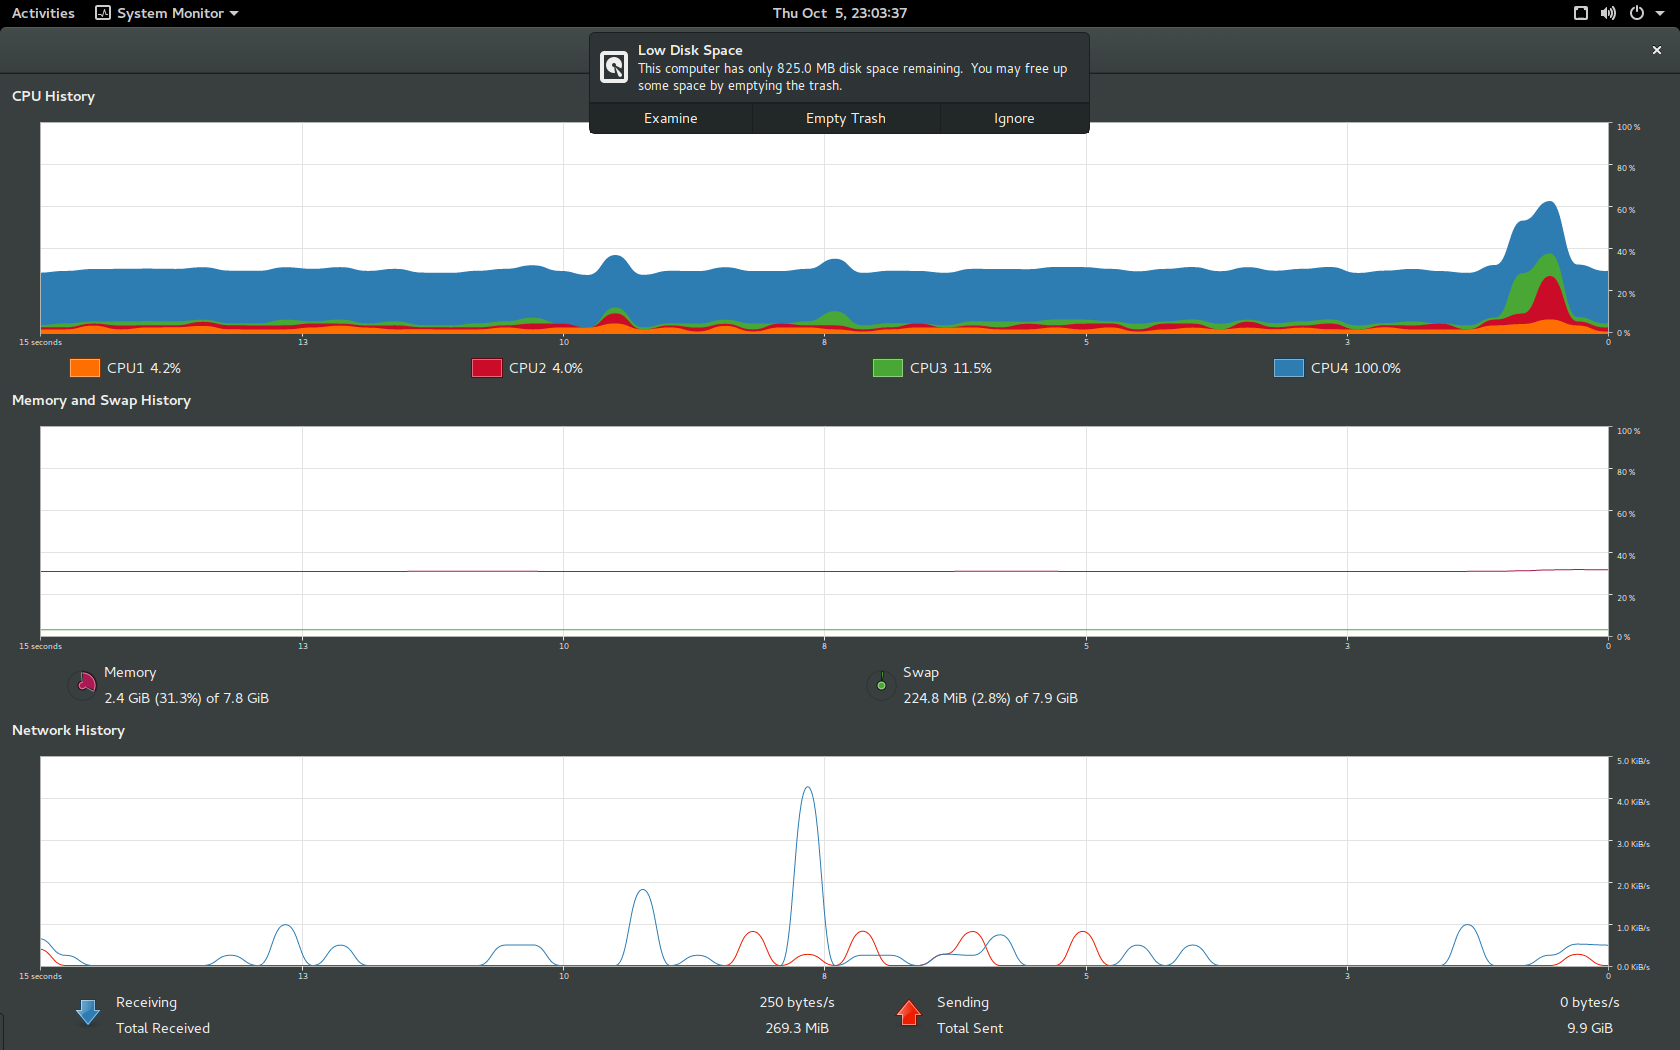 Activities System Monitor Thu Oct 5, 23:03:37
Low Disk Space
This computer has only 825.0 MB disk space remaining. You may free up
some space by emptying the trash.
Examine Empty Trash Ignore
CPU History
100 %
80 %
60 %
40 %
20 %
0 %
15 seconds 13 10 8 5 3 0
CPU1 4.2% CPU2 4.0% CPU3 11.5% CPU4 100.0%
Memory and Swap History
100 %
80 %
60 %
40 %
20 %
0 %
15 seconds 13 10 8 5 3 0
Memory Swap
2.4 GiB (31.3%) of 7.8 GiB 224.8 MiB (2.8%) of 7.9 GiB
Network History
5.0 KiB/s
4.0 KiB/s
3.0 KiB/s
2.0 KiB/s
1.0 KiB/s
0.0 KiB/s
15 seconds 13 10 8 5 3 0
Receiving 250 bytes/s Sending 0 bytes/s
Total Received 269.3 MiB Total Sent 9.9 GiB